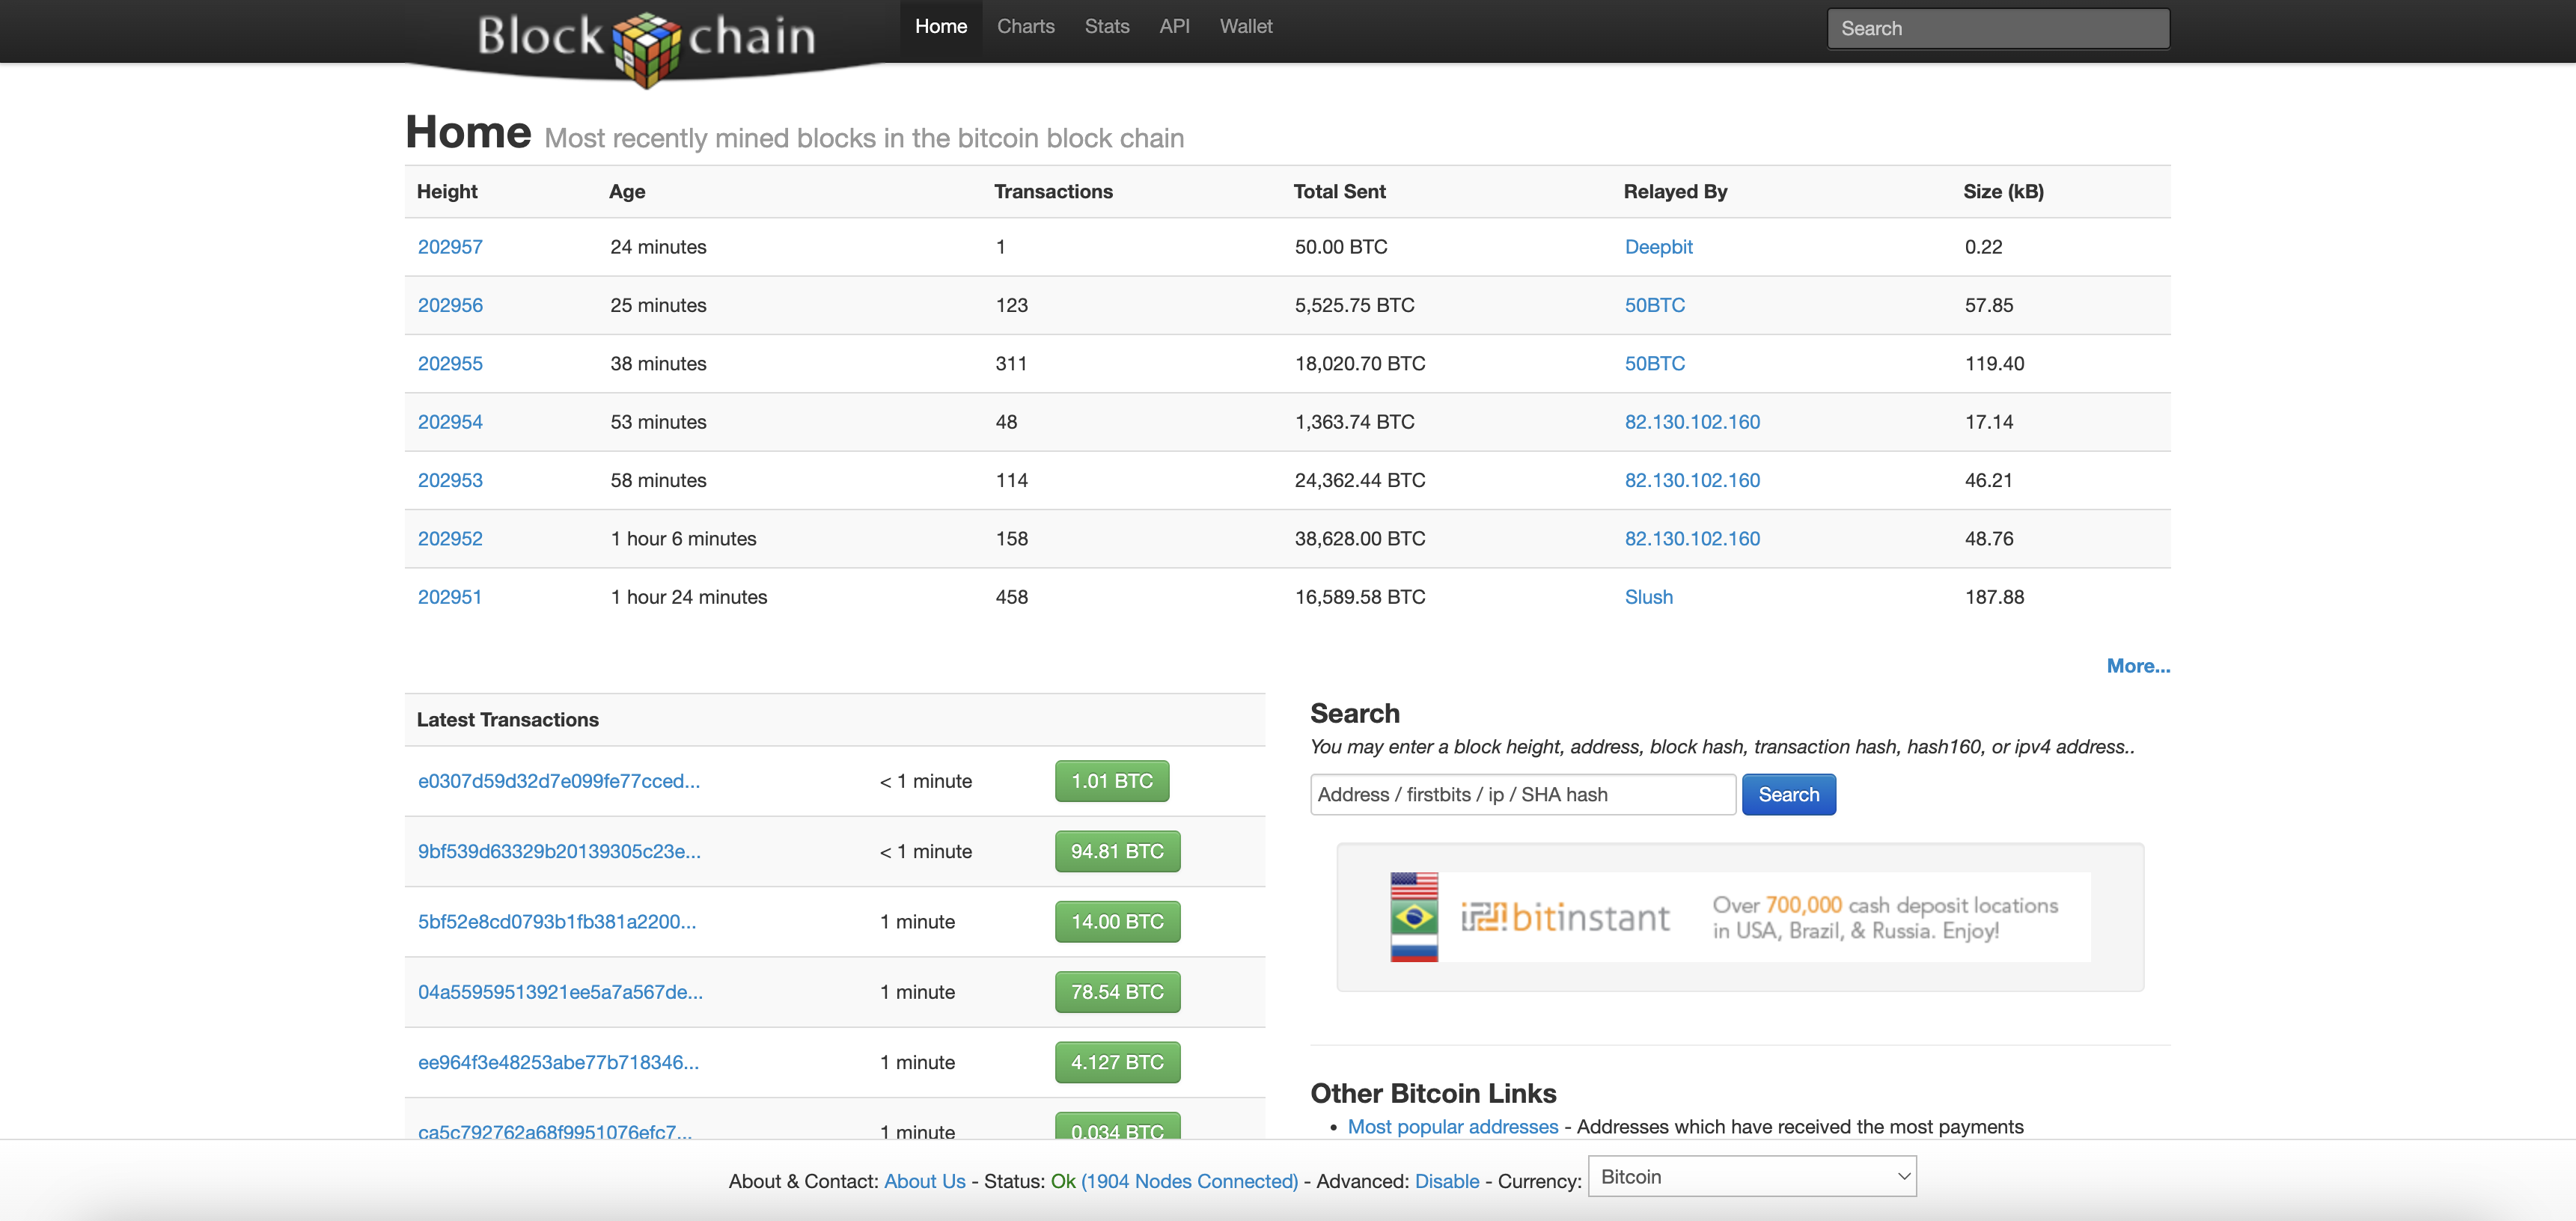 Blockchain Home Charts Stats API Wallet Search
Home Most recently mined blocks in the bitcoin block chain
Height Age Transactions Total Sent Relayed By Size (kB)
202957 24 minutes 1 50.00 BTC Deepbit 0.22
202956 25 minutes 123 5,525.75 BTC 50BTC 57.85
202955 38 minutes 311 18,020.70 BTC 50BTC 119.40
202954 53 minutes 48 1,363.74 BTC 82.130.102.160 17.14
202953 58 minutes 114 24,362.44 BTC 82.130.102.160 46.21
202952 1 hour 6 minutes 158 38,628.00 BTC 82.130.102.160 48.76
202951 1 hour 24 minutes 458 16,589.58 BTC Slush 187.88
More...
Latest Transactions
e0307d59d32d7e099fe77cced... < 1 minute 1.01 BTC
9bf539d63329b20139305c23e... < 1 minute 94.81 BTC
5bf52e8cd0793b1fb381a2200... 1 minute 14.00 BTC
04a55959513921ee5a7a567de... 1 minute 78.54 BTC
ee964f3e48253abe77b718346... 1 minute 4.127 BTC
ca5c792762a68f9951076efc7... 1 minute 0.034 BTC
Search
You may enter a block height, address, block hash, transaction hash, hash160, or ipv4 address..
Address / firstbits / ip / SHA hash Search
bitinstant
Over 700,000 cash deposit locations
in USA, Brazil, & Russia. Enjoy!
Other Bitcoin Links
• Most popular addresses - Addresses which have received the most payments
About & Contact: About Us - Status: Ok (1904 Nodes Connected) - Advanced: Disable - Currency: Bitcoin